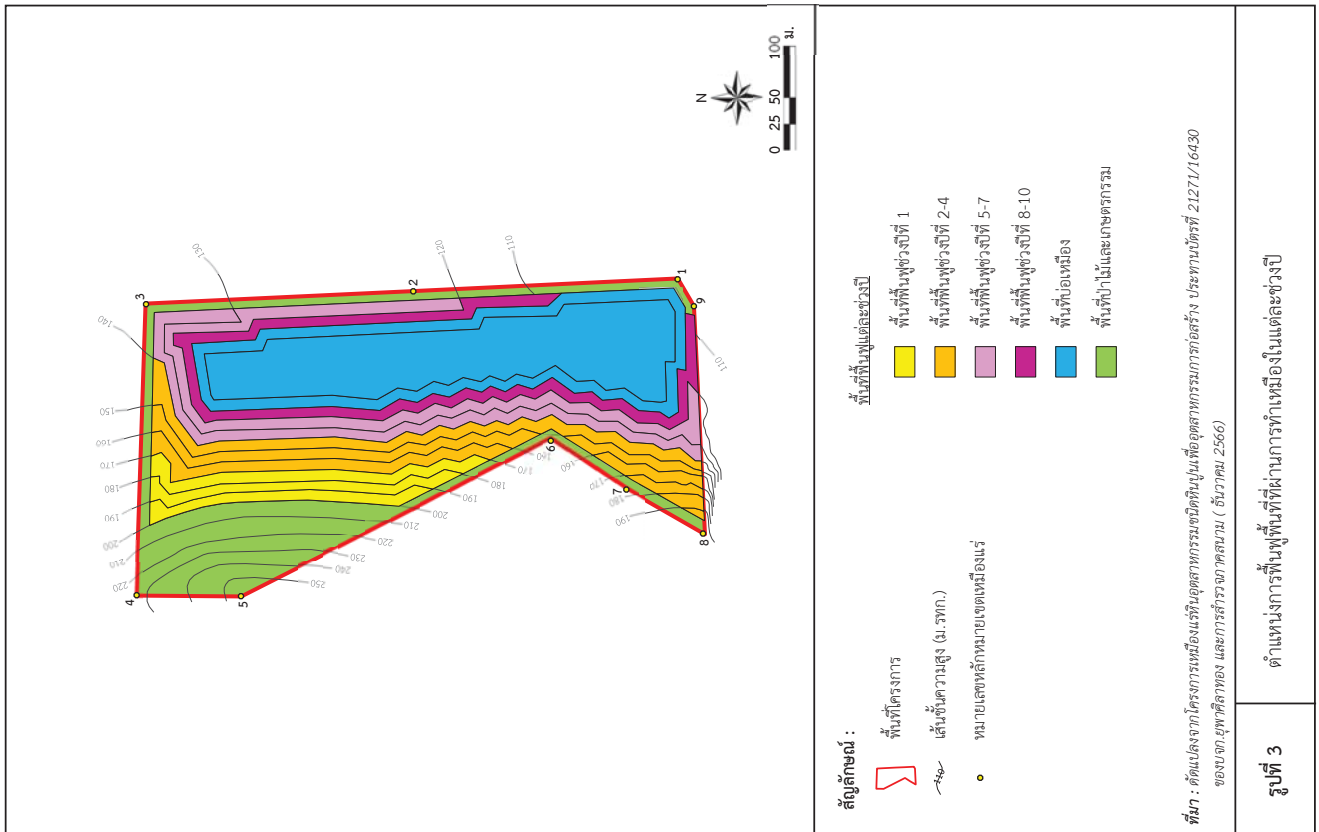 3
130
140
4
150
160
170
180
190
200
210
220
5
2
120
110
1
9
110
6
160
160
170
180
190
200
210
220
230
240
250
7
170
180
190
8
N
0 25 50 100 ม.
สัญลักษณ์ :
พื้นที่โครงการ
110
เส้นชั้นความสูง (ม.รทก.)
หมายเลขหลักหมายเขตเหมืองแร่
พื้นที่ฟื้นฟูแต่ละช่วงปี
พื้นที่ฟื้นฟูช่วงปีที่ 1
พื้นที่ฟื้นฟูช่วงปีที่ 2-4
พื้นที่ฟื้นฟูช่วงปีที่ 5-7
พื้นที่ฟื้นฟูช่วงปีที่ 8-10
พื้นที่บ่อเหมือง
พื้นที่ป่าไม้และเกษตรกรรม
ที่มา : ดัดแปลงจากโครงการเหมืองแร่หินอุตสาหกรรมชนิดหินปูนเพื่ออุตสาหกรรมการก่อสร้าง ประทานบัตรที่ 21271/16430
ของบจก.ยุพาศิลาทอง และการสำรวจภาคสนาม ( ธันวาคม 2566)
รูปที่ 3
ตำแหน่งการฟื้นฟูพื้นที่ที่ผ่านการทำเหมืองในแต่ละช่วงปี